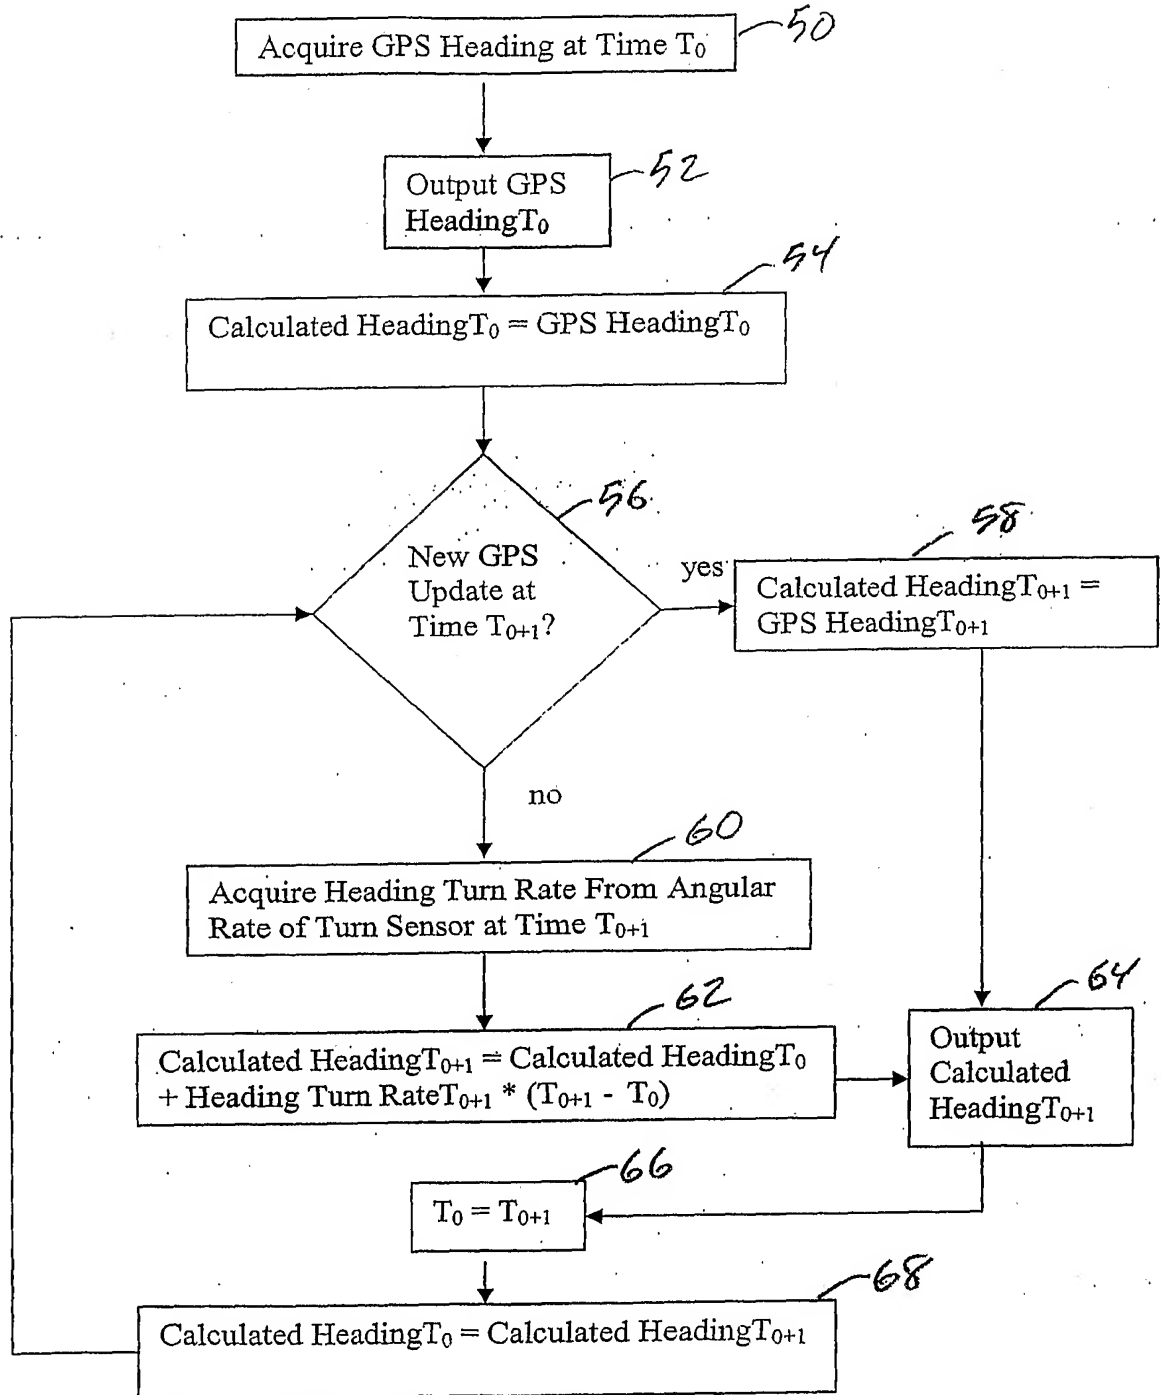 Acquire GPS Heading at Time T₀
50
Output GPS
HeadingT₀
52
54
Calculated HeadingT₀ = GPS HeadingT₀
56
New GPS
Update at
Time T₀₊₁?
yes
58
Calculated HeadingT₀₊₁ =
GPS HeadingT₀₊₁
no
60
Acquire Heading Turn Rate From Angular
Rate of Turn Sensor at Time T₀₊₁
62
Calculated HeadingT₀₊₁ = Calculated HeadingT₀
+ Heading Turn RateT₀₊₁ * (T₀₊₁ - T₀)
64
Output
Calculated
HeadingT₀₊₁
66
T₀ = T₀₊₁
68
Calculated HeadingT₀ = Calculated HeadingT₀₊₁